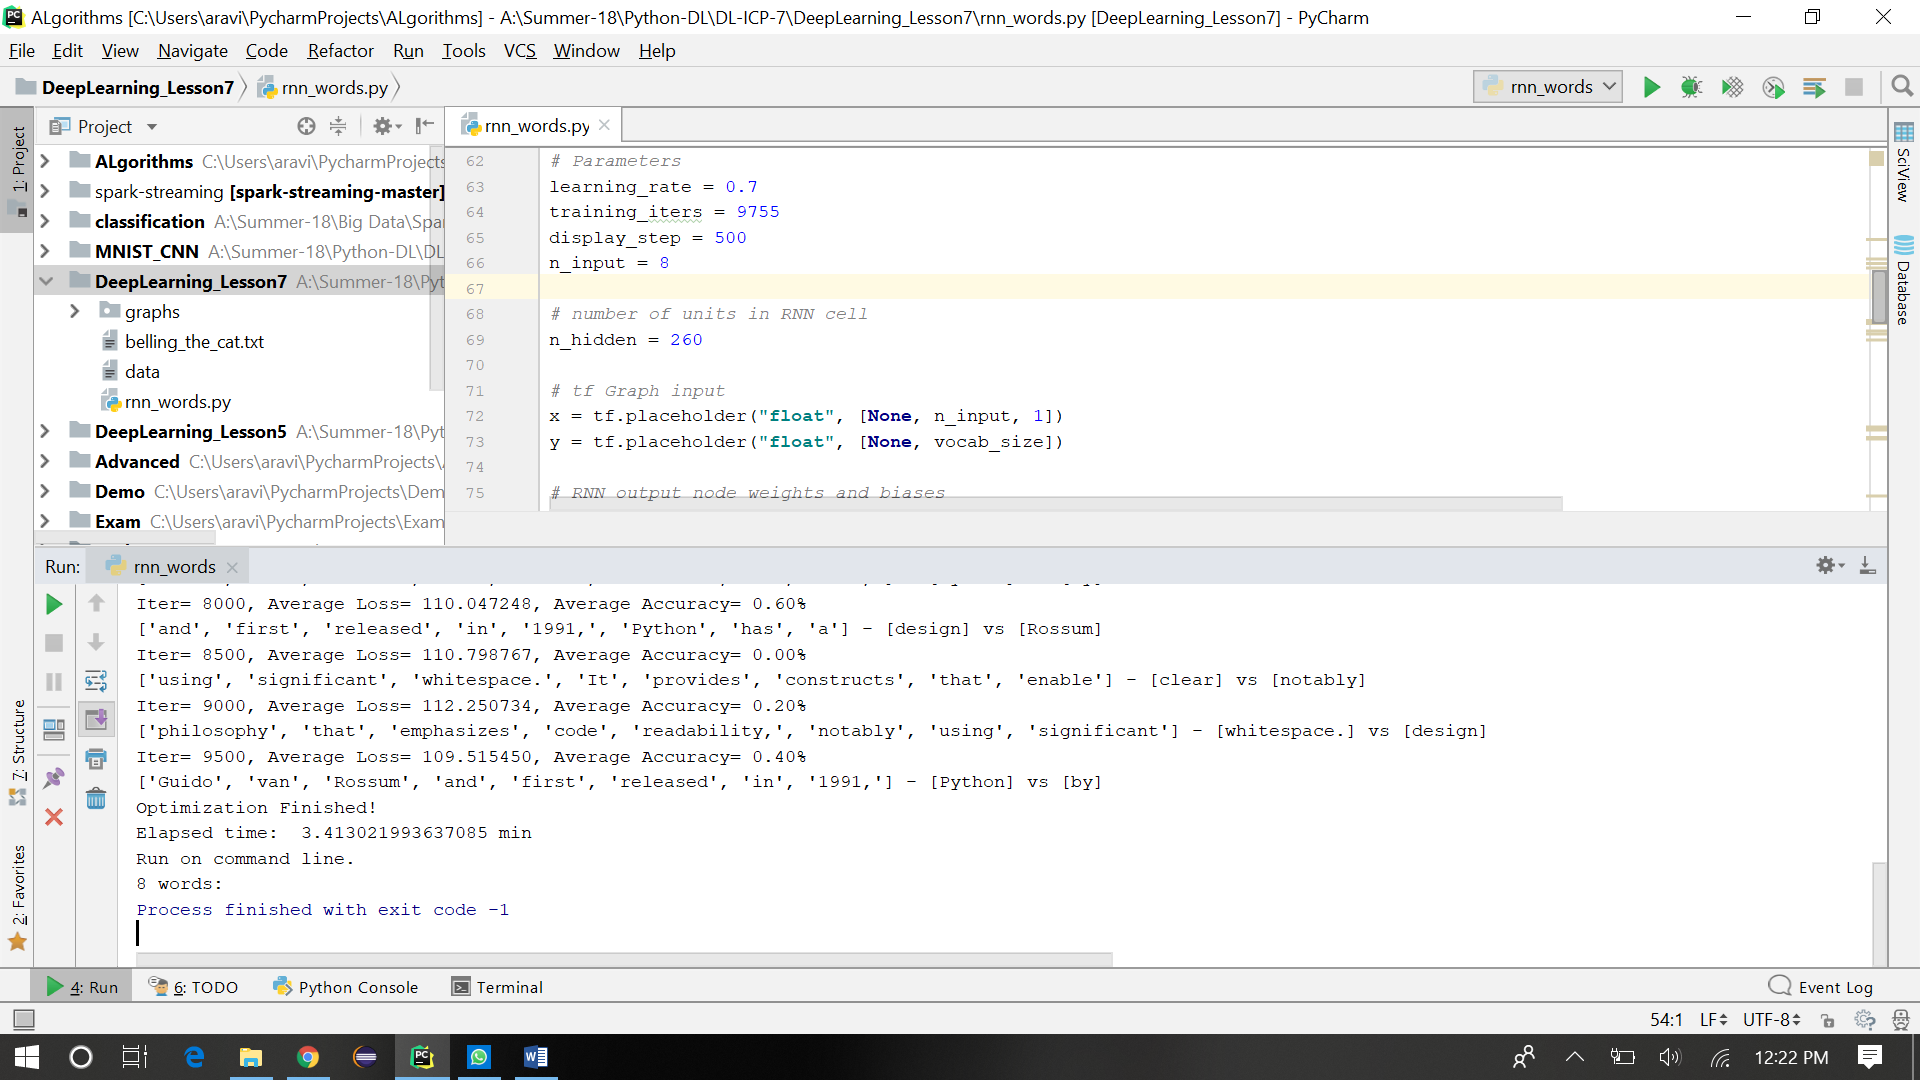 ALgorithms [C:\Users\aravi\PycharmProjects\ALgorithms] - A:\Summer-18\Python-DL\DL-ICP-7\DeepLearning_Lesson7\rnn_words.py [DeepLearning_Lesson7] - PyCharm
File Edit View Navigate Code Refactor Run Tools VCS Window Help
DeepLearning_Lesson7 rnn_words.py
rnn_words
1: Project
Project
ALgorithms C:\Users\aravi\PycharmProjects
spark-streaming [spark-streaming-master]
classification A:\Summer-18\Big Data\Spa
MNIST_CNN A:\Summer-18\Python-DL\DL
DeepLearning_Lesson7 A:\Summer-18\Pyt
graphs
belling_the_cat.txt
data
rnn_words.py
DeepLearning_Lesson5 A:\Summer-18\Pyt
Advanced C:\Users\aravi\PycharmProjects\
Demo C:\Users\aravi\PycharmProjects\Dem
Exam C:\Users\aravi\PycharmProjects\Exam
rnn_words.py
62 # Parameters
63 learning_rate = 0.7
64 training_iters = 9755
65 display_step = 500
66 n_input = 8
67
68 # number of units in RNN cell
69 n_hidden = 260
70
71 # tf Graph input
72 x = tf.placeholder("float", [None, n_input, 1])
73 y = tf.placeholder("float", [None, vocab_size])
74
75 # RNN output node weights and biases
SciView
Database
Run: rnn_words
Iter= 8000, Average Loss= 110.047248, Average Accuracy= 0.60%
['and', 'first', 'released', 'in', '1991,', 'Python', 'has', 'a'] - [design] vs [Rossum]
Iter= 8500, Average Loss= 110.798767, Average Accuracy= 0.00%
['using', 'significant', 'whitespace.', 'It', 'provides', 'constructs', 'that', 'enable'] - [clear] vs [notably]
Iter= 9000, Average Loss= 112.250734, Average Accuracy= 0.20%
['philosophy', 'that', 'emphasizes', 'code', 'readability,', 'notably', 'using', 'significant'] - [whitespace.] vs [design]
Iter= 9500, Average Loss= 109.515450, Average Accuracy= 0.40%
['Guido', 'van', 'Rossum', 'and', 'first', 'released', 'in', '1991,'] - [Python] vs [by]
Optimization Finished!
Elapsed time:  3.413021993637085 min
Run on command line.
8 words:
Process finished with exit code -1
7: Structure
2: Favorites
4: Run 6: TODO Python Console Terminal Event Log
54:1 LF UTF-8
12:22 PM